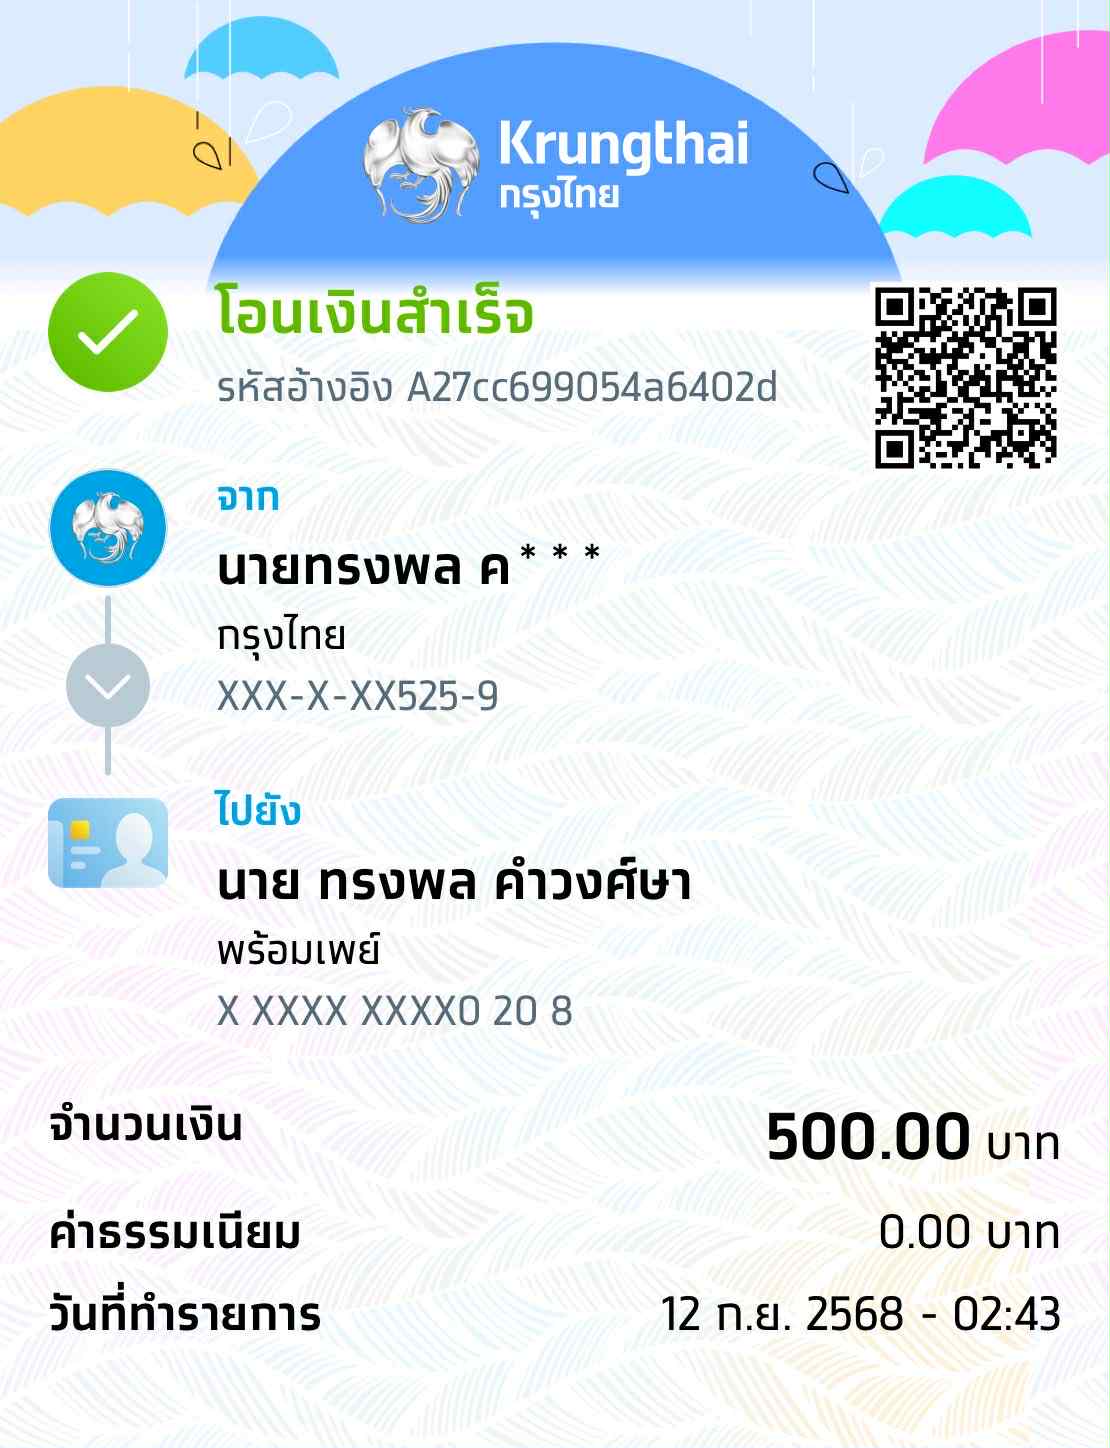 Krungthai
กรุงไทย
โอนเงินสำเร็จ
รหัสอ้างอิง A27cc699054a6402d
จาก
นายทรงพล ค***
กรุงไทย
XXX-X-XX525-9
ไปยัง
นาย ทรงพล คำวงศ์ษา
พร้อมเพย์
X XXXX XXXX0 20 8
จำนวนเงิน 500.00 บาท
ค่าธรรมเนียม 0.00 บาท
วันที่ทำรายการ 12 ก.ย. 2568 - 02:43